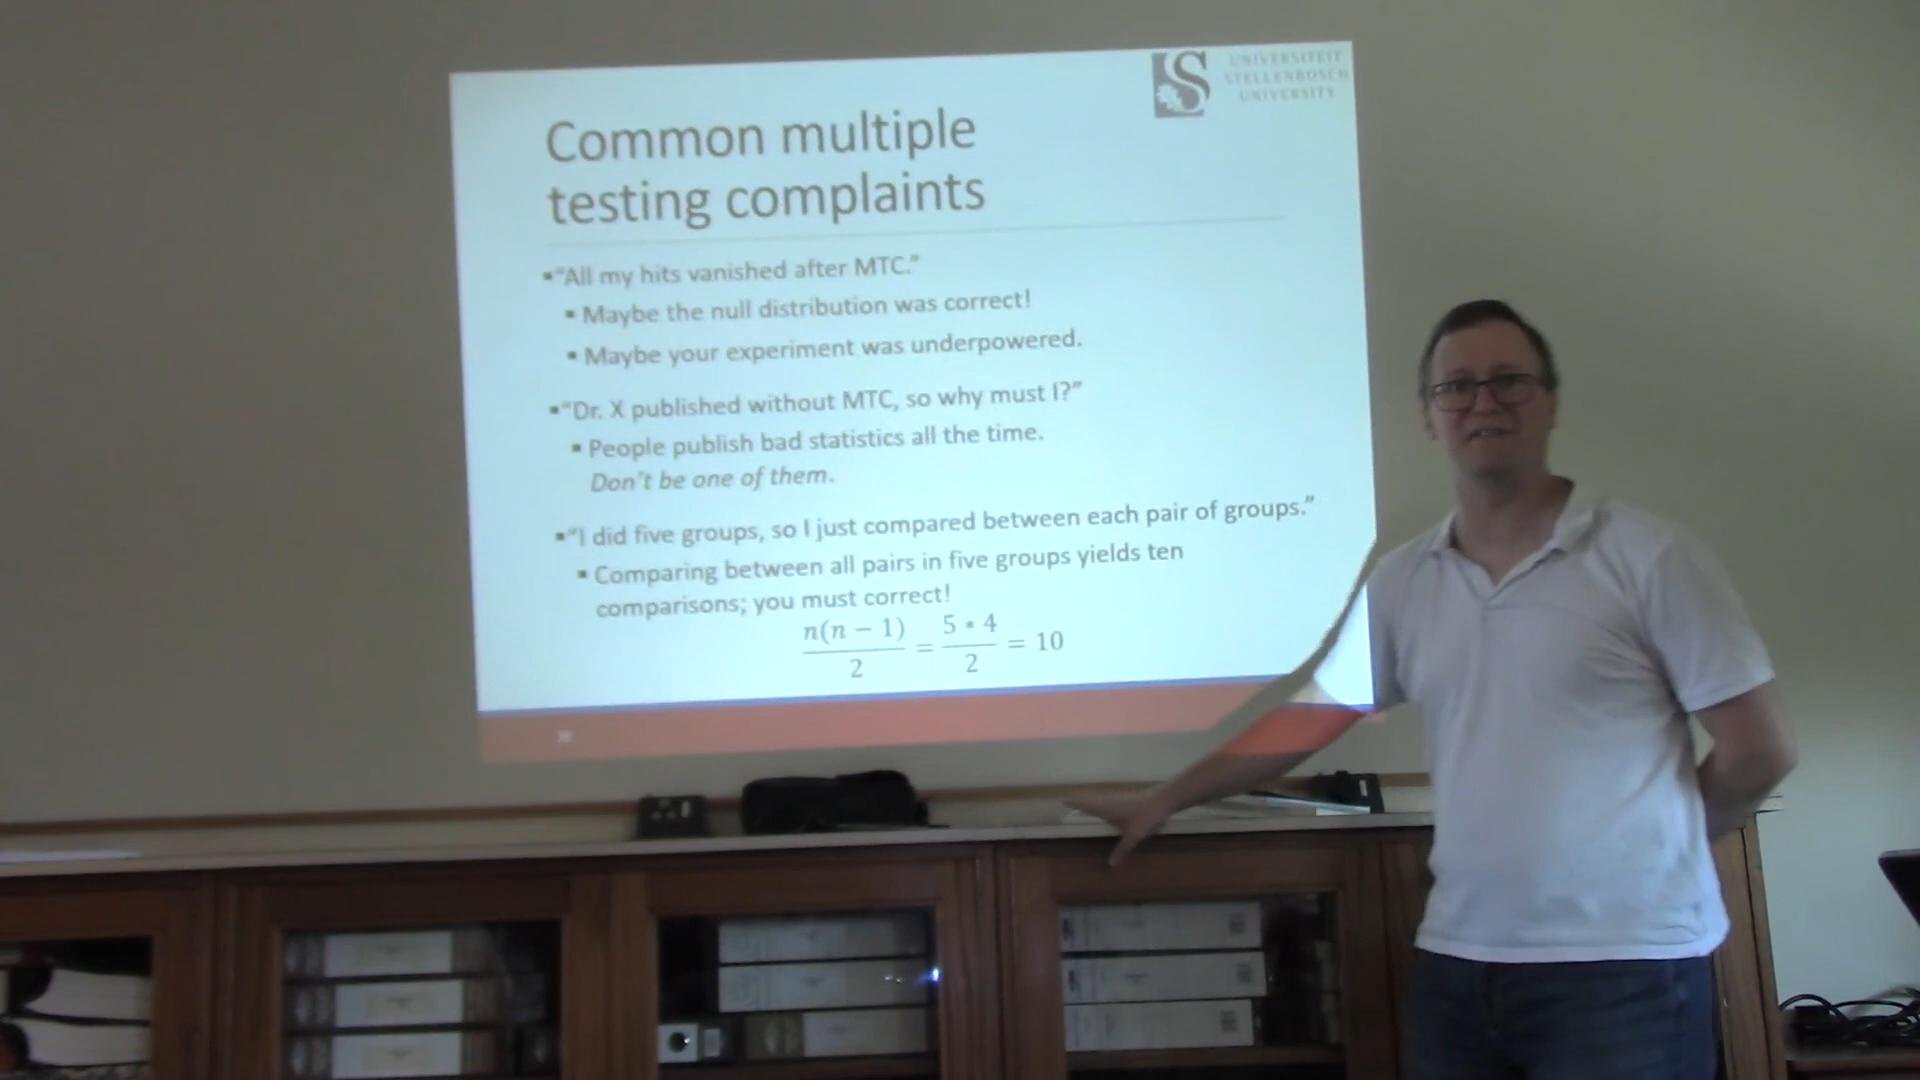 UNIVERSITEIT
STELLENBOSCH
UNIVERSITY
Common multiple
testing complaints
▪"All my hits vanished after MTC."
▪ Maybe the null distribution was correct!
▪ Maybe your experiment was underpowered.
▪"Dr. X published without MTC, so why must I?"
▪ People publish bad statistics all the time.
Don't be one of them.
▪"I did five groups, so I just compared between each pair of groups."
▪ Comparing between all pairs in five groups yields ten
comparisons; you must correct!
n(n − 1)/2 = 5 * 4/2 = 10